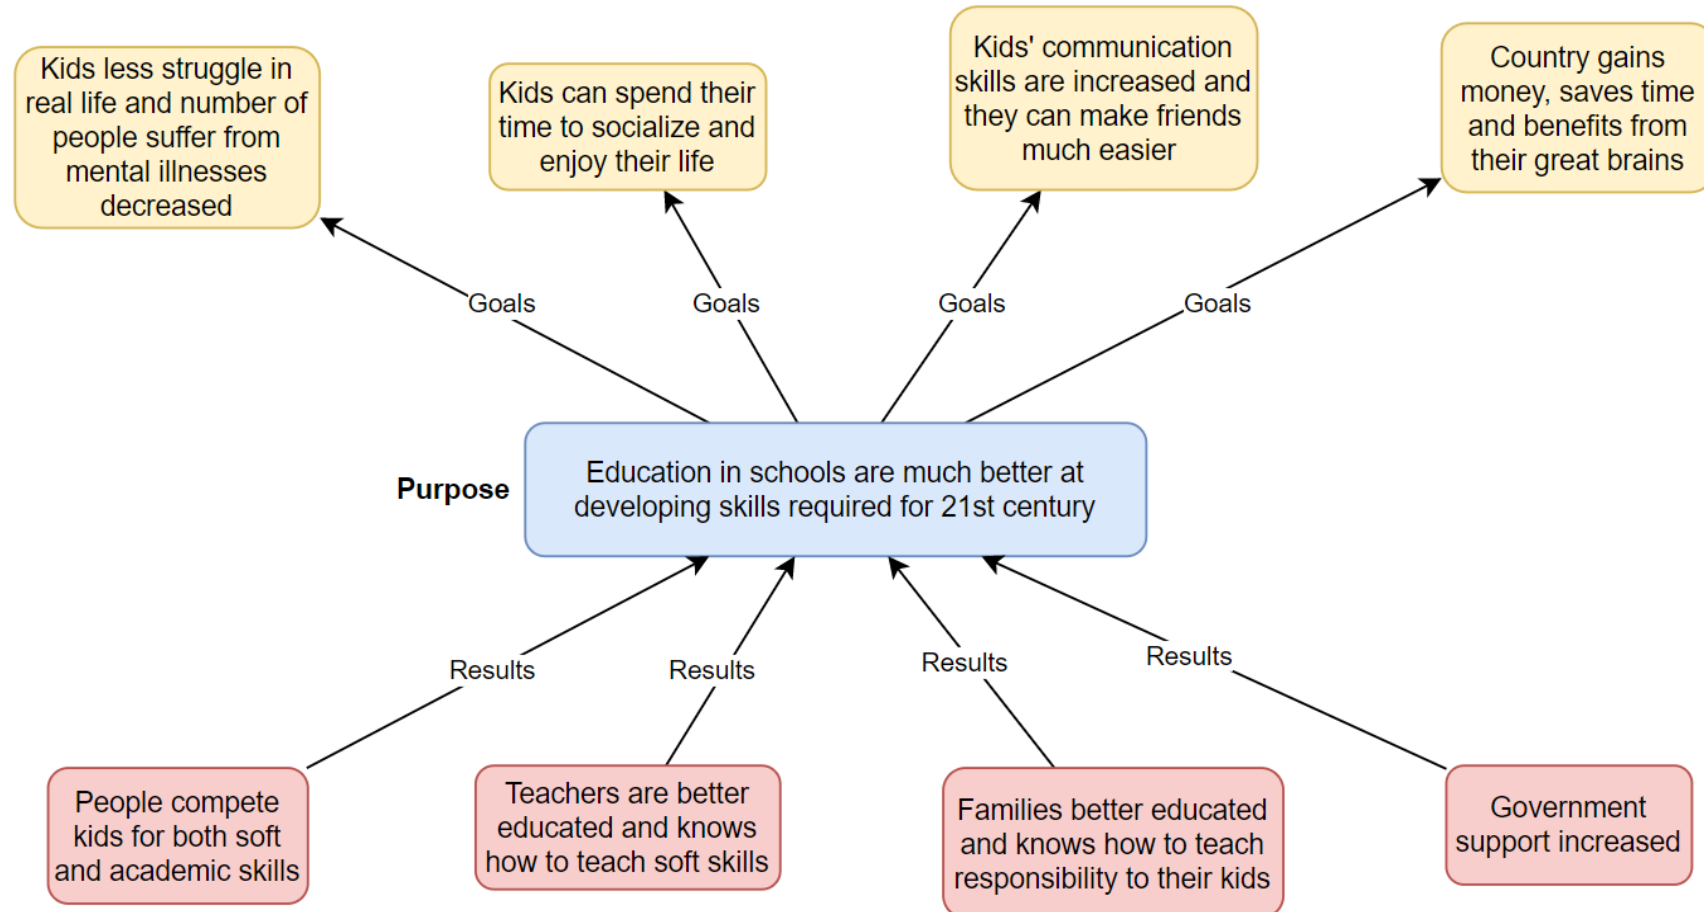 Kids less struggle in
real life and number of
people suffer from
mental illnesses
decreased
Kids can spend their
time to socialize and
enjoy their life
Kids' communication
skills are increased and
they can make friends
much easier
Country gains
money, saves time
and benefits from
their great brains
Goals
Goals
Goals
Goals
Purpose
Education in schools are much better at
developing skills required for 21st century
Results
Results
Results
Results
People compete
kids for both soft
and academic skills
Teachers are better
educated and knows
how to teach soft skills
Families better educated
and knows how to teach
responsibility to their kids
Government
support increased